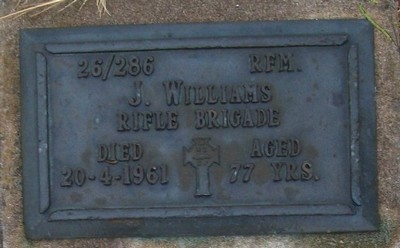 26/286 RFM.
J. WILLIAMS
RIFLE BRIGADE
DIED AGED
20-4-1961 77 YRS.